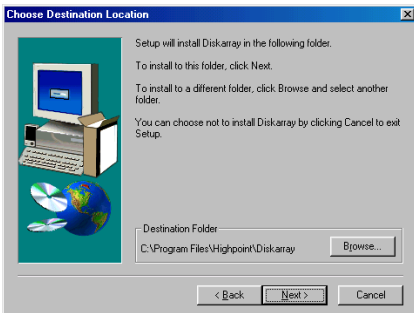 Choose Destination Location
Setup will install Diskarray in the following folder.
To install to this folder, click Next.
To install to a different folder, click Browse and select another
folder.
You can choose not to install Diskarray by clicking Cancel to exit
Setup.
Destination Folder
C:\Program Files\Highpoint\Diskarray
Browse...
< Back
Next >
Cancel